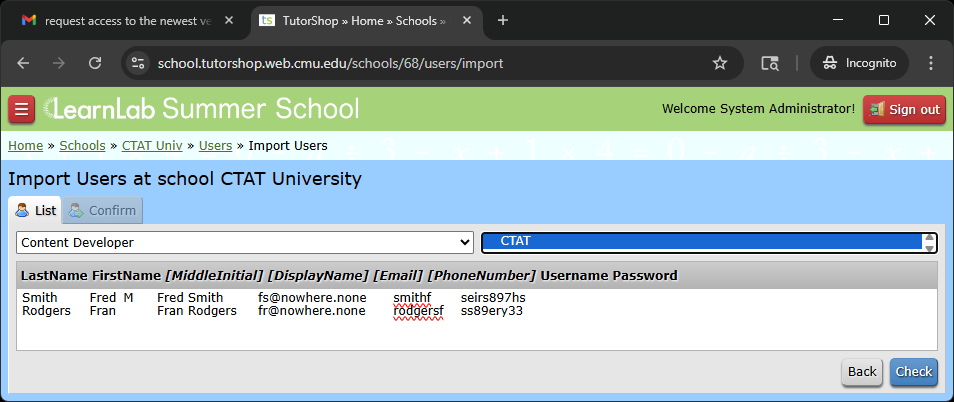 request access to the newest ve
TutorShop » Home » Schools »
school.tutorshop.web.cmu.edu/schools/68/users/import
Incognito
LearnLab Summer School
Welcome System Administrator!
Sign out
Home » Schools » CTAT Univ » Users » Import Users
Import Users at school CTAT University
List
Confirm
Content Developer
CTAT
LastName FirstName [MiddleInitial] [DisplayName] [Email] [PhoneNumber] Username Password
Smith Fred M Fred Smith fs@nowhere.none smithf seirs897hs
Rodgers Fran Fran Rodgers fr@nowhere.none rodgersf ss89ery33
Back
Check